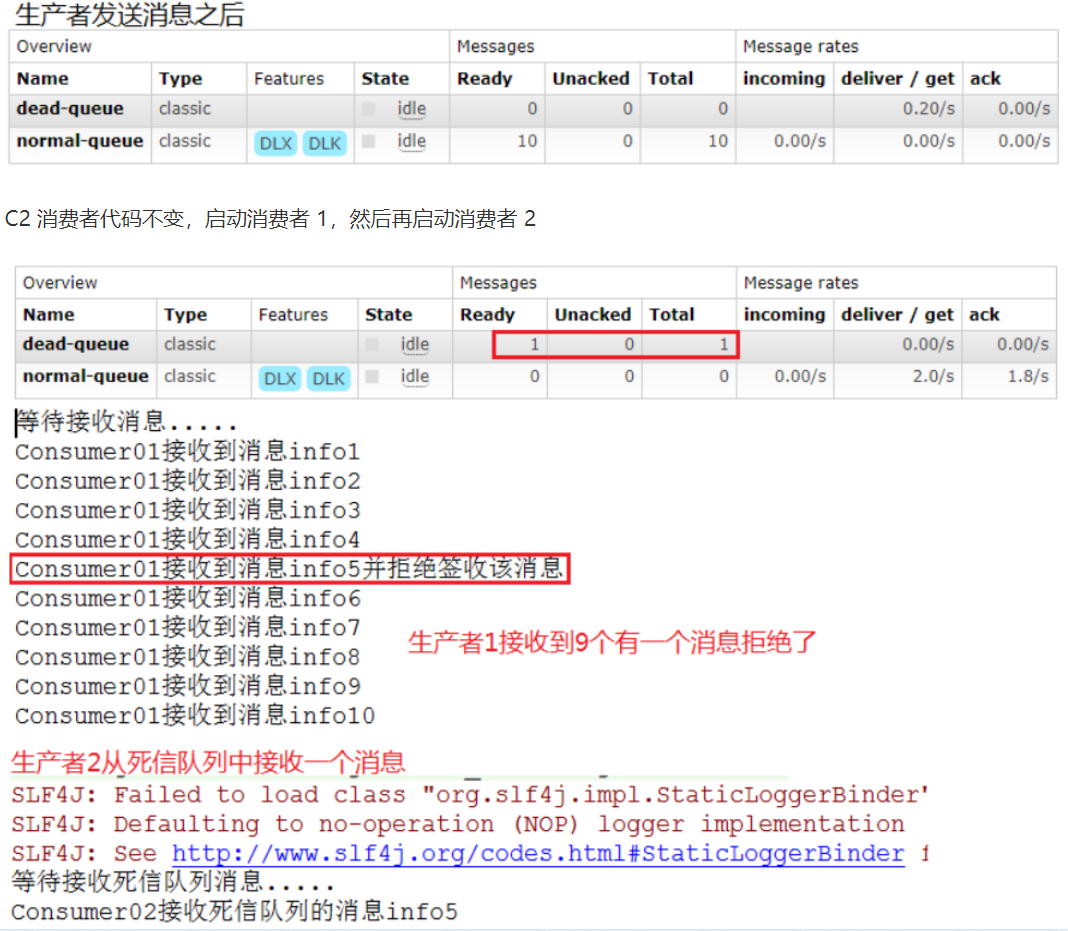 生产者发送消息之后
Overview Messages Message rates
Name Type Features State Ready Unacked Total incoming deliver / get ack
dead-queue classic idle 0 0 0 0.20/s 0.00/s
normal-queue classic DLX DLK idle 10 0 10 0.00/s 0.00/s 0.00/s
C2 消费者代码不变，启动消费者 1，然后再启动消费者 2
Overview Messages Message rates
Name Type Features State Ready Unacked Total incoming deliver / get ack
dead-queue classic idle 1 0 1 0.00/s 0.00/s
normal-queue classic DLX DLK idle 0 0 0 0.00/s 2.0/s 1.8/s
等待接收消息.....
Consumer01接收到消息info1
Consumer01接收到消息info2
Consumer01接收到消息info3
Consumer01接收到消息info4
Consumer01接收到消息info5并拒绝签收该消息
Consumer01接收到消息info6
Consumer01接收到消息info7
生产者1接收到9个有一个消息拒绝了
Consumer01接收到消息info8
Consumer01接收到消息info9
Consumer01接收到消息info10
生产者2从死信队列中接收一个消息
SLF4J: Failed to load class "org.slf4j.impl.StaticLoggerBinder"
SLF4J: Defaulting to no-operation (NOP) logger implementation
SLF4J: See http://www.slf4j.org/codes.html#StaticLoggerBinder
等待接收死信队列消息.....
Consumer02接收死信队列的消息info5